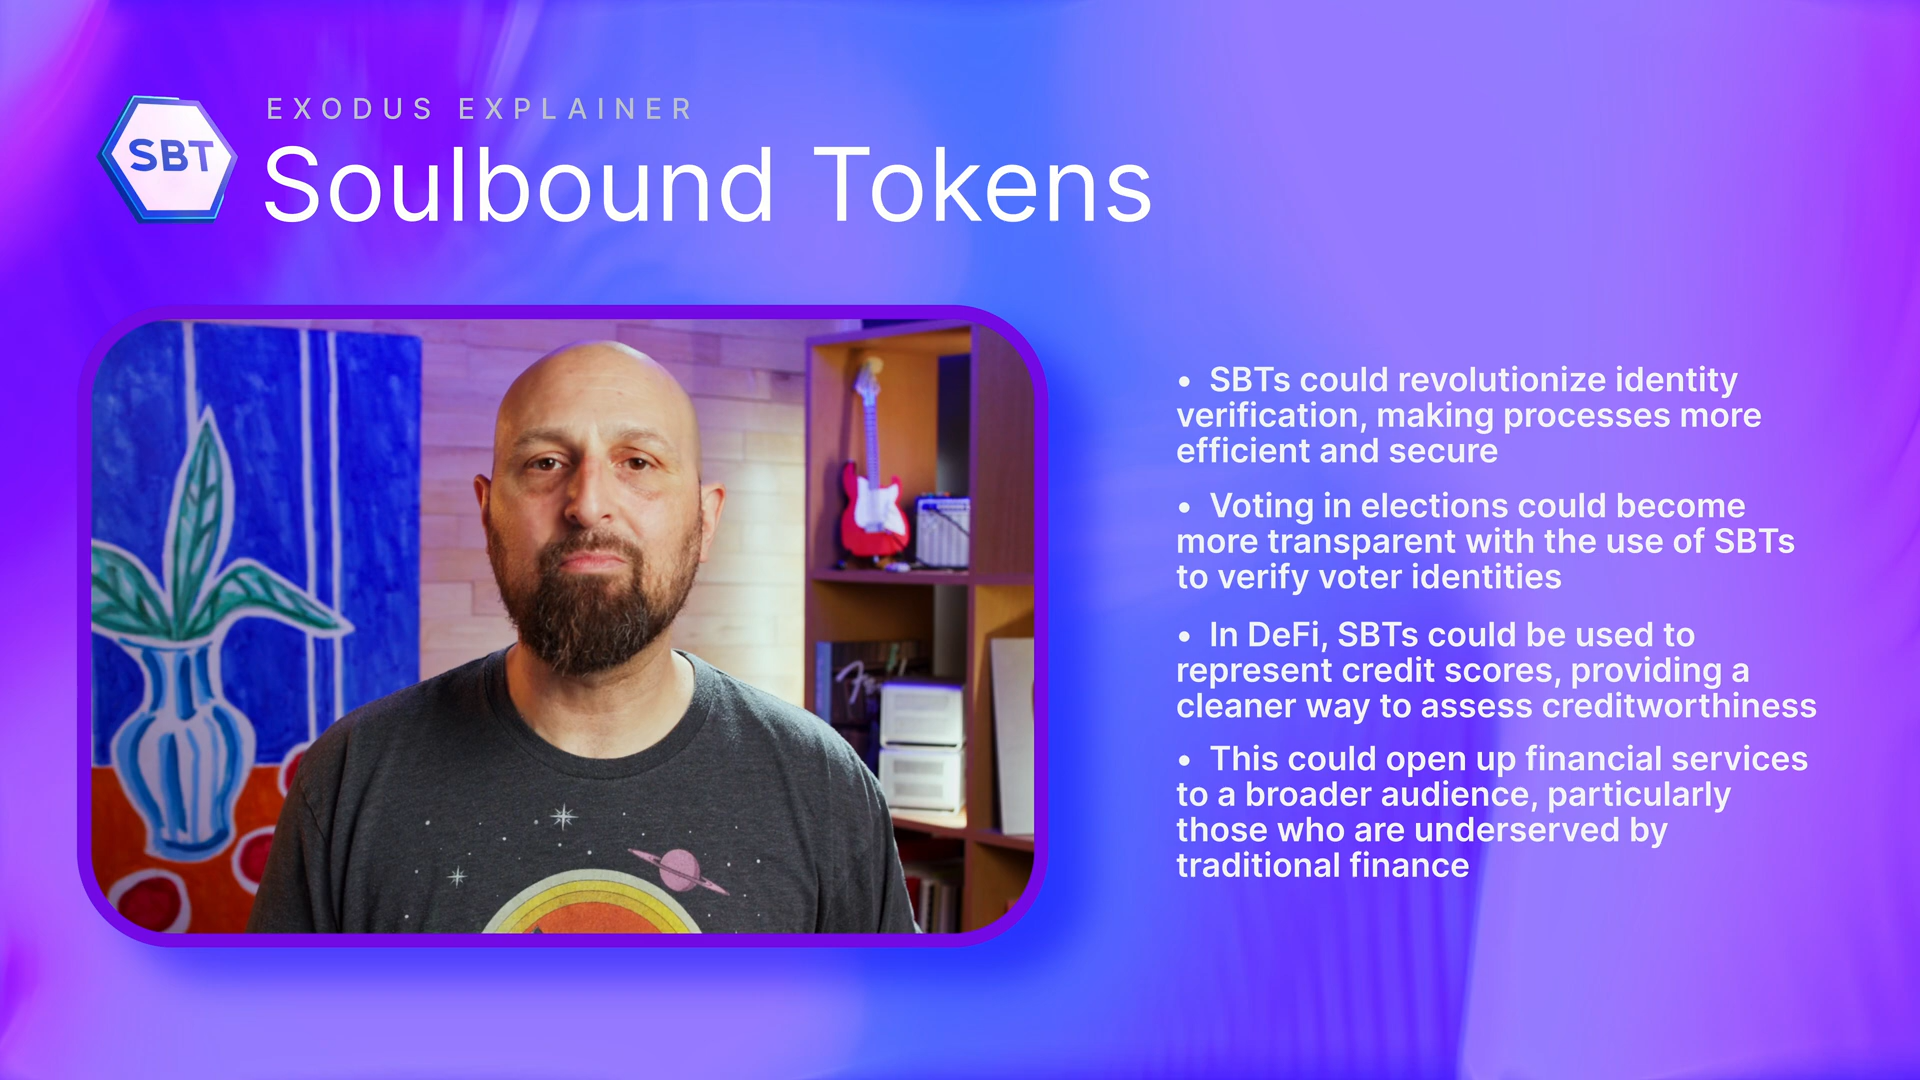 EXODUS EXPLAINER
SBT
Soulbound Tokens
• SBTs could revolutionize identity
verification, making processes more
efficient and secure
• Voting in elections could become
more transparent with the use of SBTs
to verify voter identities
• In DeFi, SBTs could be used to
represent credit scores, providing a
cleaner way to assess creditworthiness
• This could open up financial services
to a broader audience, particularly
those who are underserved by
traditional finance
Fender